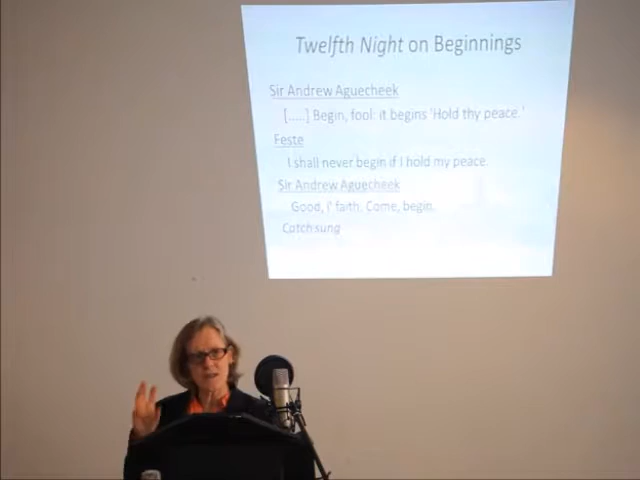 Twelfth Night on Beginnings
Sir Andrew Aguecheek
[.....] Begin, fool: it begins 'Hold thy peace.'
Feste
I shall never begin if I hold my peace.
Sir Andrew Aguecheek
Good, i' faith. Come, begin.
Catch sung